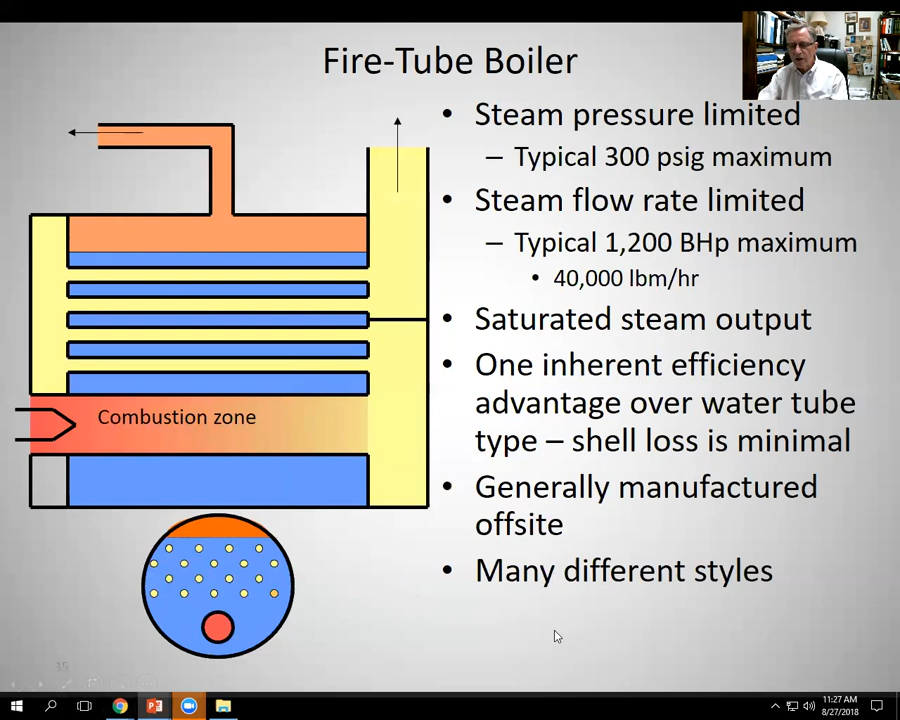 Fire-Tube Boiler
• Steam pressure limited
– Typical 300 psig maximum
• Steam flow rate limited
– Typical 1,200 BHp maximum
• 40,000 lbm/hr
• Saturated steam output
• One inherent efficiency
advantage over water tube
type – shell loss is minimal
• Generally manufactured
offsite
• Many different styles
Combustion zone
35
11:27 AM
8/27/2018